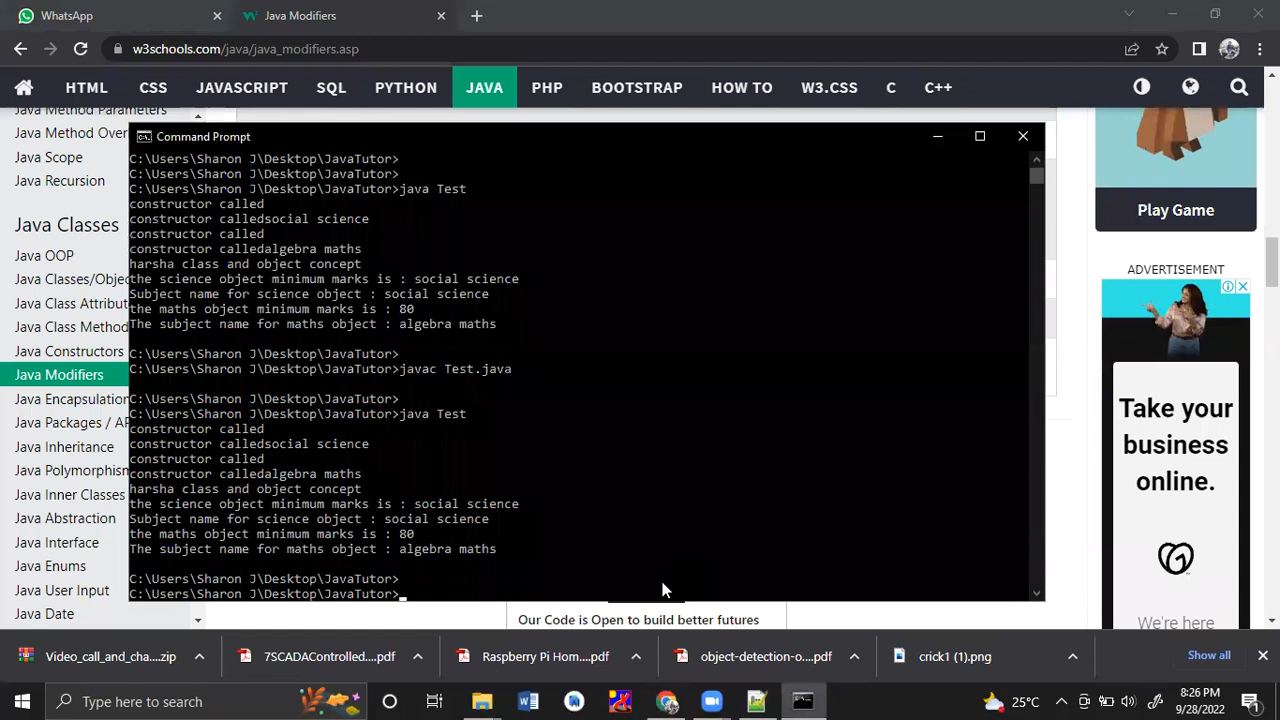 WhatsApp
Java Modifiers
w3schools.com/java/java_modifiers.asp
HTML CSS JAVASCRIPT SQL PYTHON JAVA PHP BOOTSTRAP HOW TO W3.CSS C C++
Java Method Parameters
Java Method Over
Java Scope
Java Recursion
Java Classes
Java OOP
Java Classes/Objec
Java Class Attribut
Java Class Method
Java Constructors
Java Modifiers
Java Encapsulation
Java Packages / AP
Java Inheritance
Java Polymorphism
Java Inner Classes
Java Abstraction
Java Interface
Java Enums
Java User Input
Java Date
Command Prompt
C:\Users\Sharon J\Desktop\JavaTutor>
C:\Users\Sharon J\Desktop\JavaTutor>
C:\Users\Sharon J\Desktop\JavaTutor>java Test
constructor called
constructor calledsocial science
constructor called
constructor calledalgebra maths
harsha class and object concept
the science object minimum marks is : social science
Subject name for science object : social science
the maths object minimum marks is : 80
The subject name for maths object : algebra maths
C:\Users\Sharon J\Desktop\JavaTutor>
C:\Users\Sharon J\Desktop\JavaTutor>javac Test.java
C:\Users\Sharon J\Desktop\JavaTutor>
C:\Users\Sharon J\Desktop\JavaTutor>java Test
constructor called
constructor calledsocial science
constructor called
constructor calledalgebra maths
harsha class and object concept
the science object minimum marks is : social science
Subject name for science object : social science
the maths object minimum marks is : 80
The subject name for maths object : algebra maths
C:\Users\Sharon J\Desktop\JavaTutor>
C:\Users\Sharon J\Desktop\JavaTutor>
Our Code is Open to build better futures
Play Game
ADVERTISEMENT
Take your
business
online.
We're here
Video_call_and_cha....zip
7SCADAControlled....pdf
Raspberry Pi Hom....pdf
object-detection-o....pdf
crick1 (1).png
Show all
Type here to search
25°C
8:26 PM
9/28/2022
1